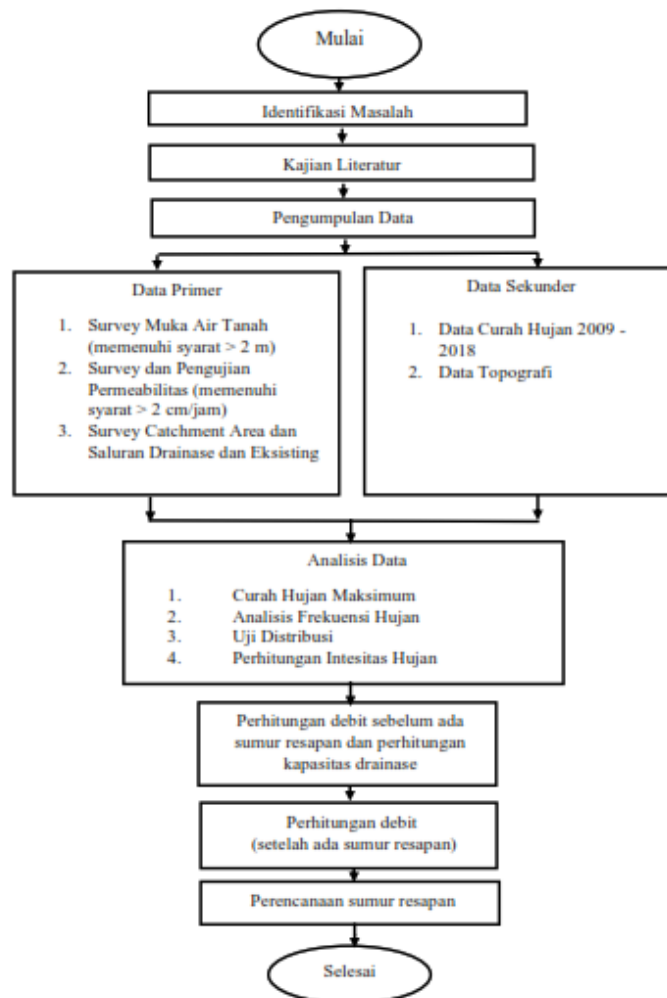 Mulai
Identifikasi Masalah
Kajian Literatur
Pengumpulan Data
Data Primer
1. Survey Muka Air Tanah
(memenuhi syarat > 2 m)
2. Survey dan Pengujian
Permeabilitas (memenuhi
syarat > 2 cm/jam)
3. Survey Catchment Area dan
Saluran Drainase dan Eksisting
Data Sekunder
1. Data Curah Hujan 2009 -
2018
2. Data Topografi
Analisis Data
1. Curah Hujan Maksimum
2. Analisis Frekuensi Hujan
3. Uji Distribusi
4. Perhitungan Intesitas Hujan
Perhitungan debit sebelum ada
sumur resapan dan perhitungan
kapasitas drainase
Perhitungan debit
(setelah ada sumur resapan)
Perencanaan sumur resapan
Selesai